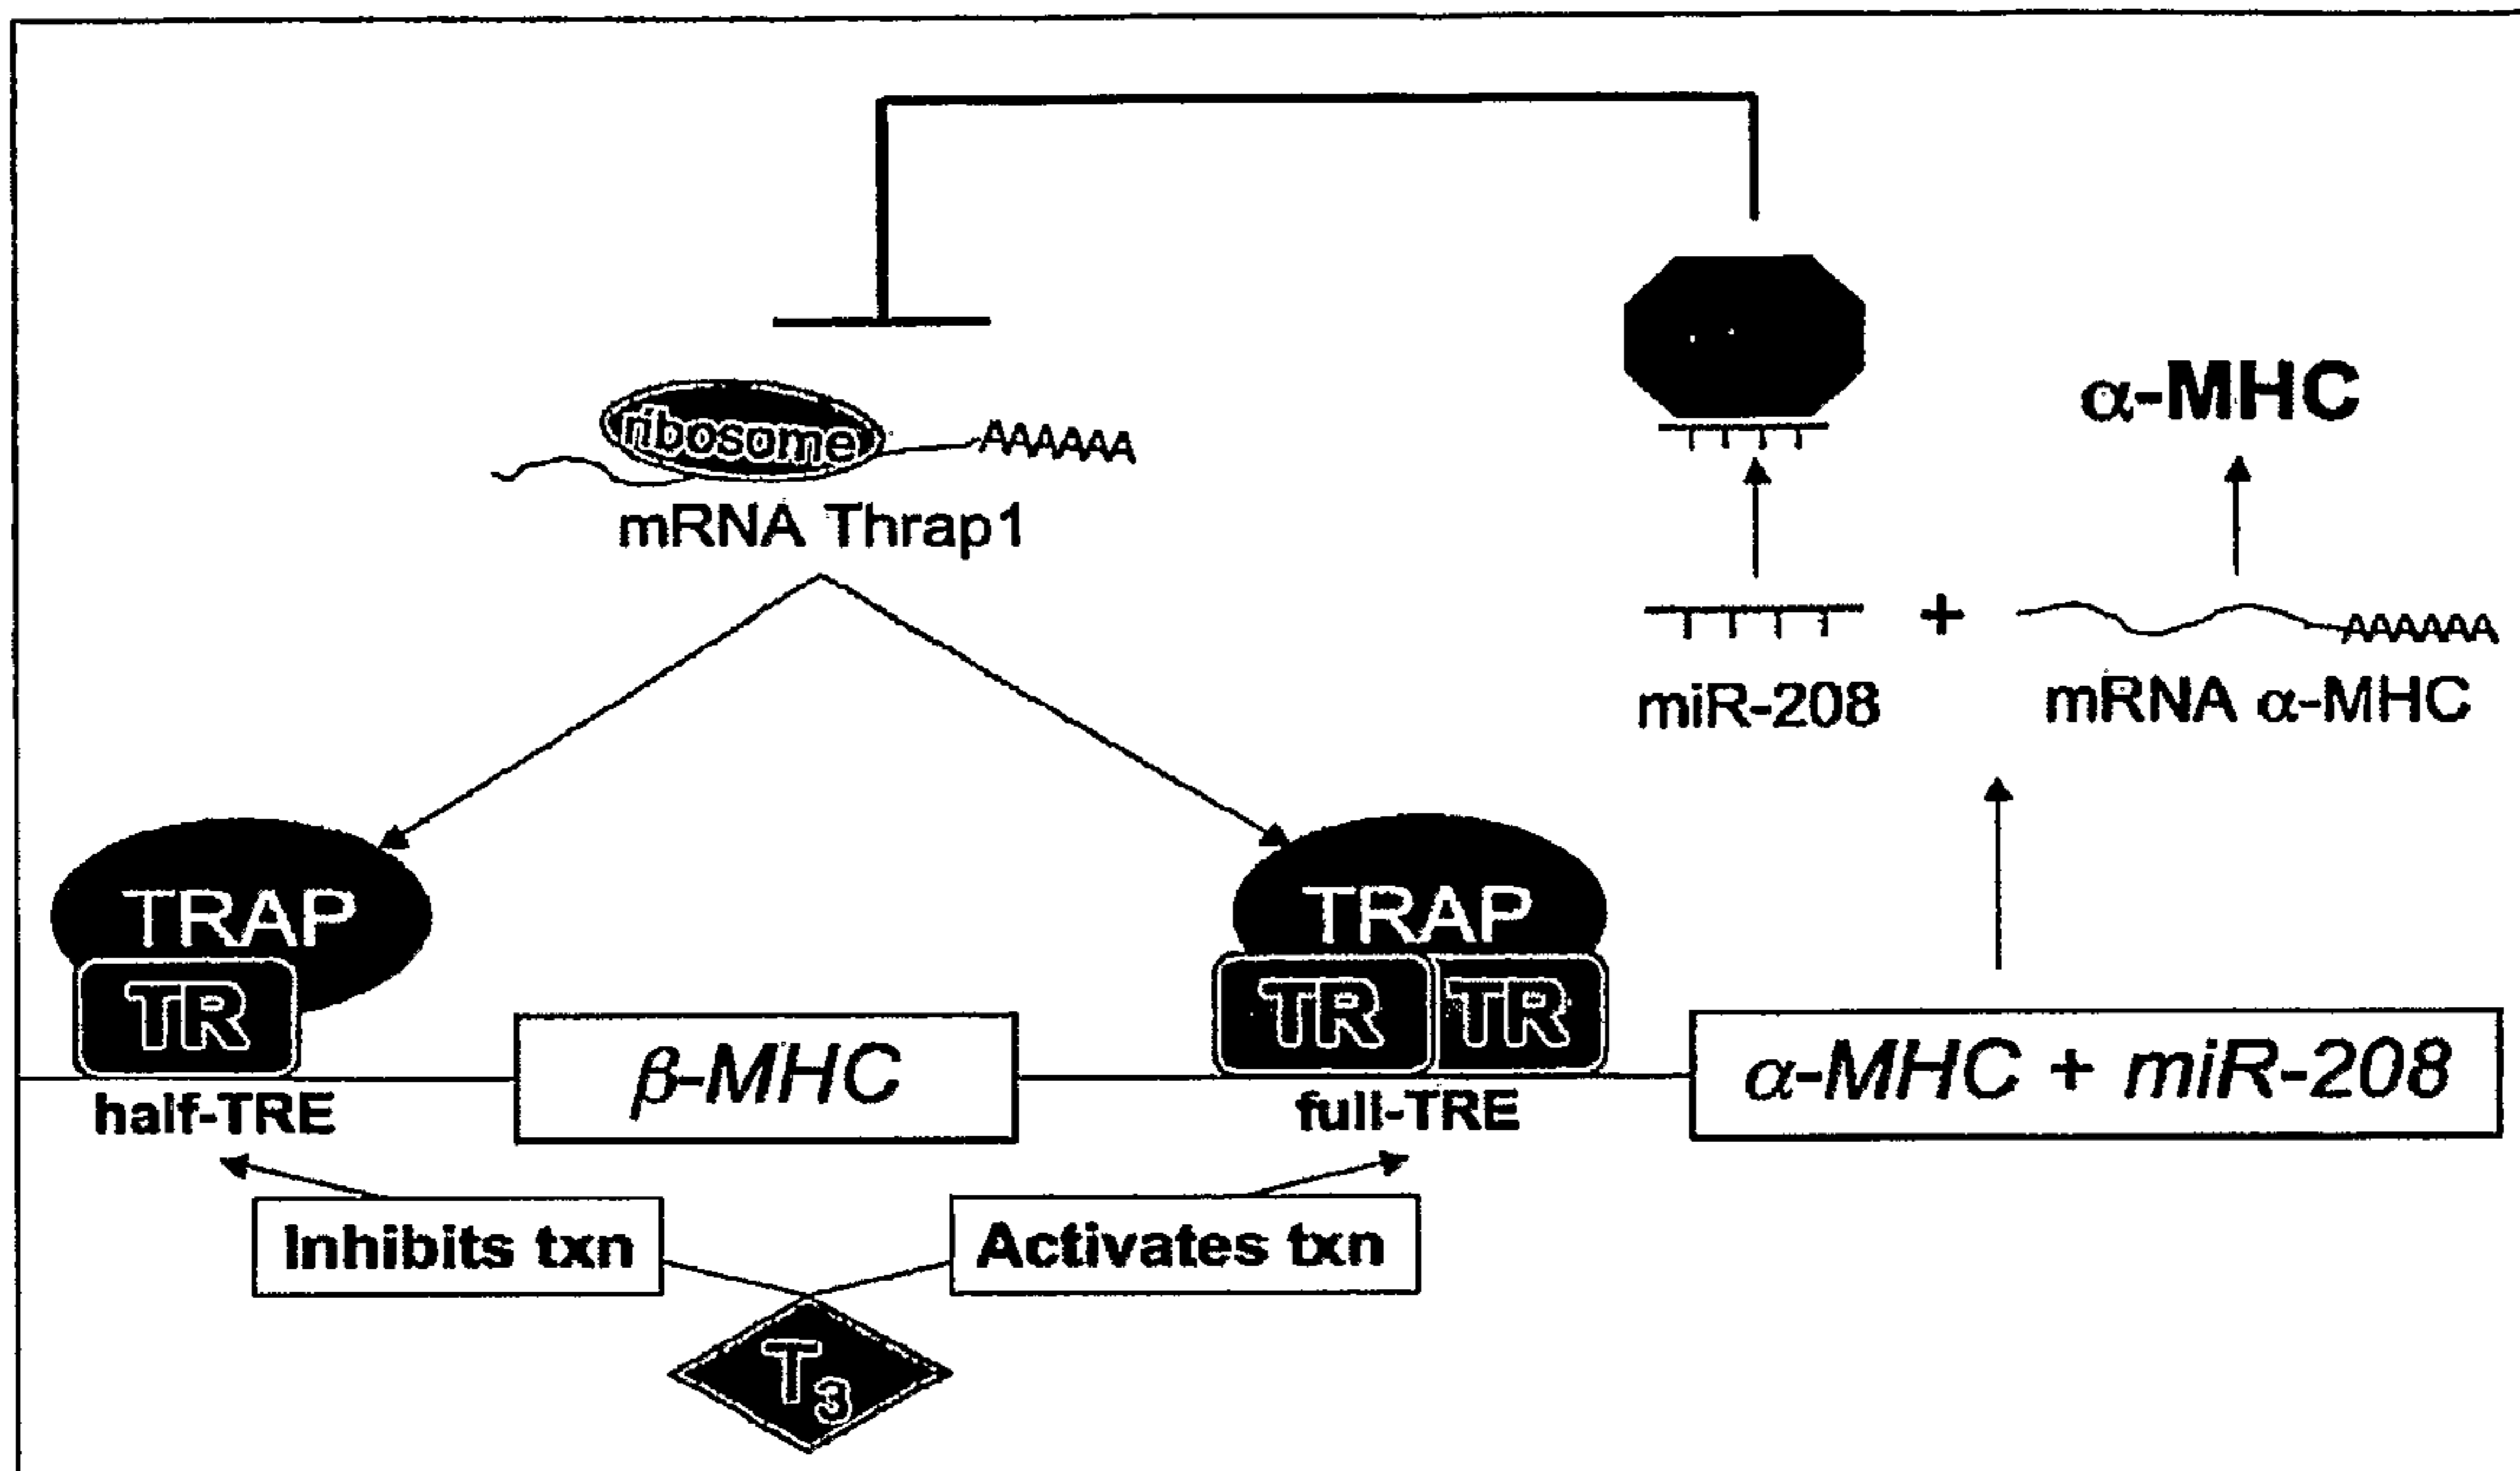 α-MHC
ribosome
AAAAAA
mRNA Thrap1
+
AAAAAA
miR-208
mRNA α-MHC
TRAP
TR
TRAP
TR
TR
β-MHC
α-MHC + miR-208
half-TRE
full-TRE
Inhibits txn
Activates txn
T₃